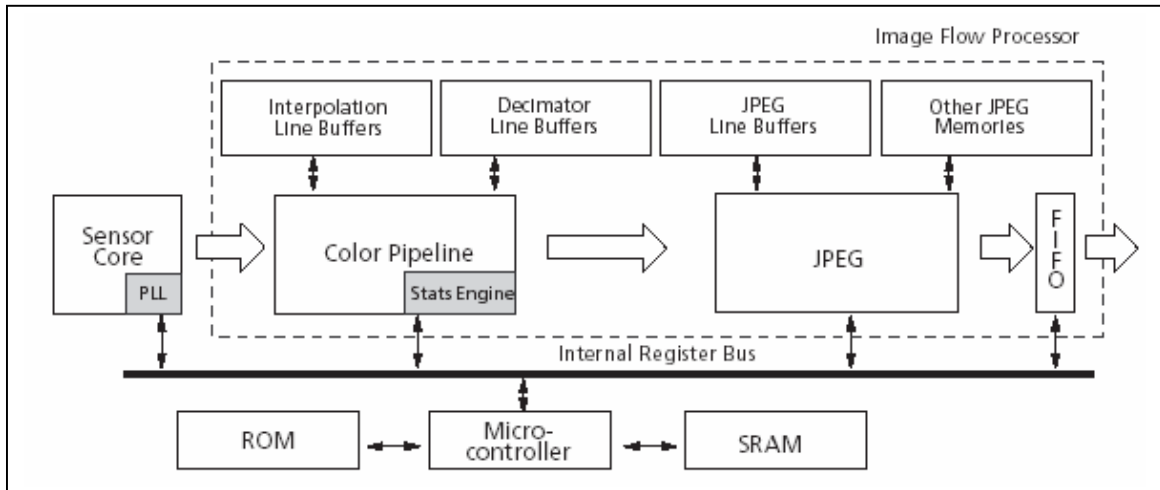 Image Flow Processor
Interpolation
Line Buffers
Decimator
Line Buffers
JPEG
Line Buffers
Other JPEG
Memories
Sensor
Core
PLL
Color Pipeline
Stats Engine
JPEG
F
I
F
O
Internal Register Bus
ROM
Micro-
controller
SRAM